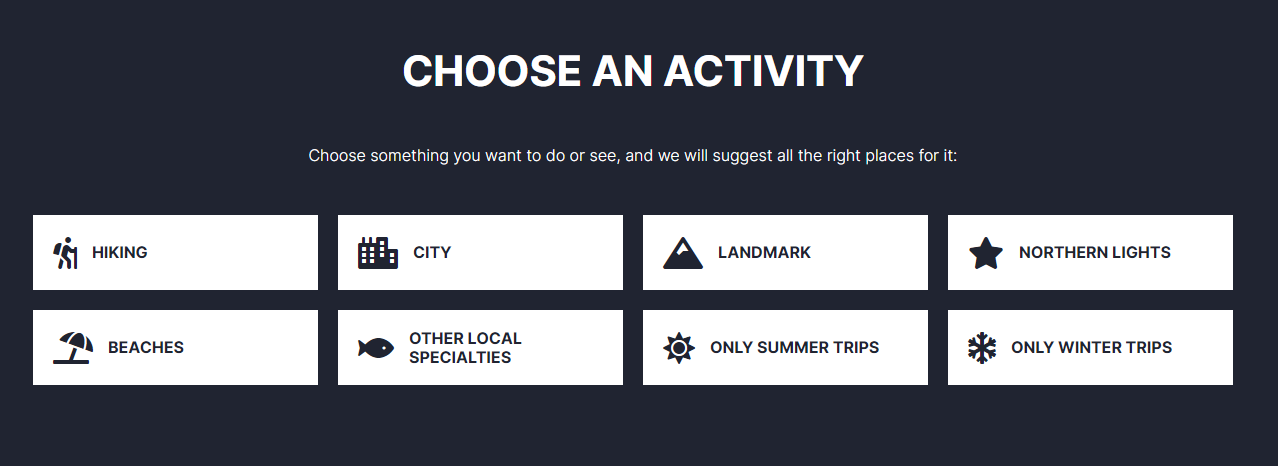 CHOOSE AN ACTIVITY
Choose something you want to do or see, and we will suggest all the right places for it:
HIKING
CITY
LANDMARK
NORTHERN LIGHTS
BEACHES
OTHER LOCAL
SPECIALTIES
ONLY SUMMER TRIPS
ONLY WINTER TRIPS